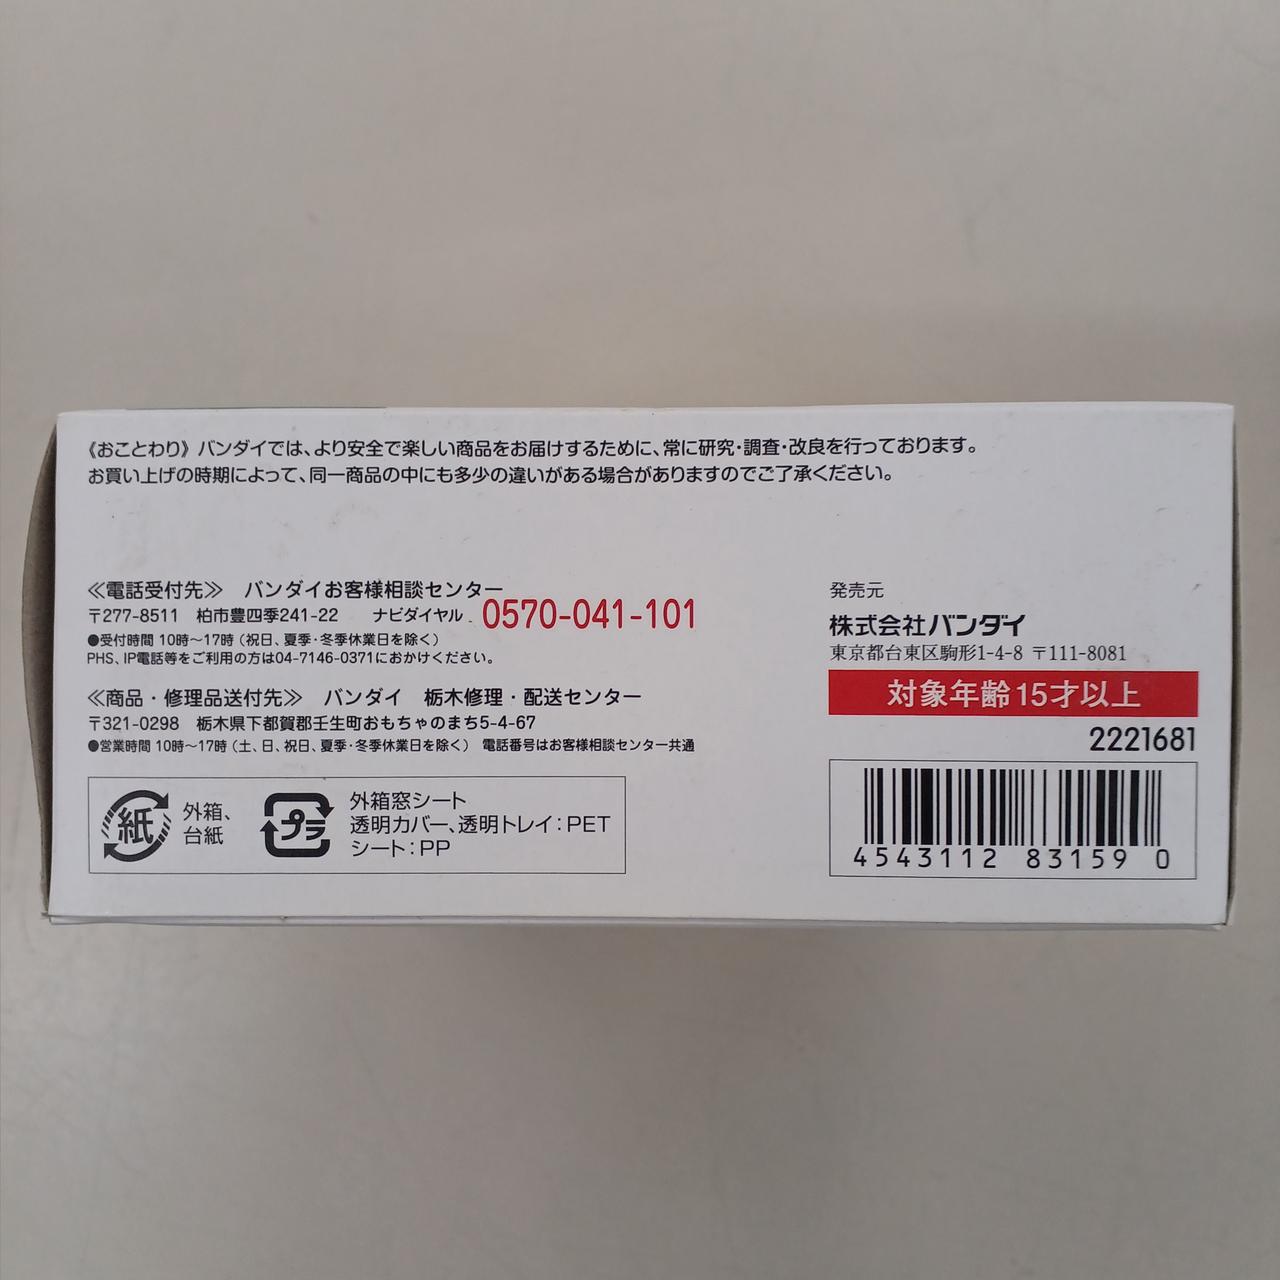 《おことわり》 バンダイでは、より安全で楽しい商品をお届けするために、常に研究・調査・改良を行っております。
お買い上げの時期によって、同一商品の中にも多少の違いがある場合がありますのでご了承ください。
≪電話受付先≫ バンダイお客様相談センター
〒277-8511 柏市豊四季241-22 ナビダイヤル 0570-041-101
●受付時間 10時〜17時（祝日、夏季・冬季休業日を除く）
PHS、IP電話等をご利用の方は04-7146-0371におかけください。
≪商品・修理品送付先≫ バンダイ 栃木修理・配送センター
〒321-0298 栃木県下都賀郡壬生町おもちゃのまち5-4-67
●営業時間 10時〜17時（土、日、祝日、夏季・冬季休業日を除く） 電話番号はお客様相談センター共通
紙
外箱、
台紙
プラ
外箱窓シート
透明カバー、透明トレイ：PET
シート：PP
発売元
株式会社バンダイ
東京都台東区駒形1-4-8 〒111-8081
対象年齢15才以上
2221681
4543112 83159 0